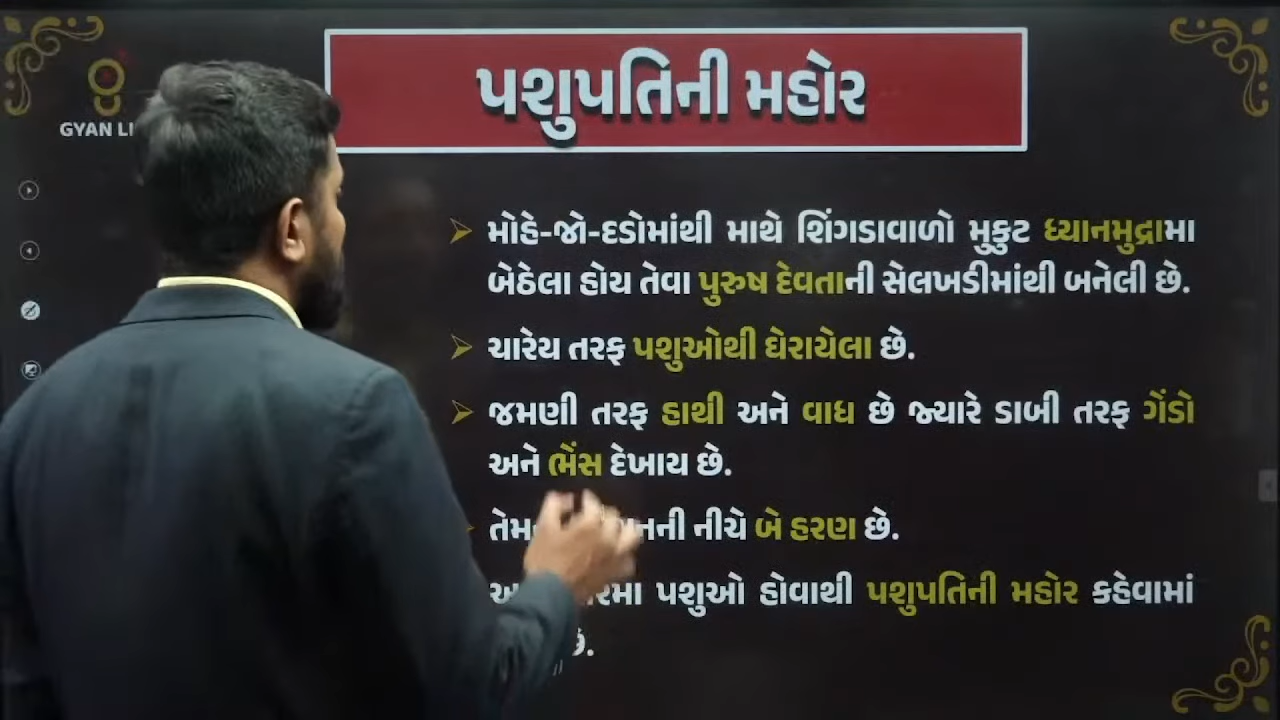 પશુપતિની મહોર
GYAN LI
મોહે-જો-દડોમાંથી માથે શિંગડાવાળો મુકુટ ધ્યાનમુદ્રામા
બેઠેલા હોય તેવા પુરુષ દેવતાની સેલખડીમાંથી બનેલી છે.
ચારેય તરફ પશુઓથી ઘેરાયેલા છે.
જમણી તરફ હાથી અને વાઘ છે જ્યારે ડાબી તરફ ગેંડો
અને ભેંસ દેખાય છે.
નીચે બે હરણ છે.
પશુઓ હોવાથી પશુપતિની મહોર કહેવામાં
છે.